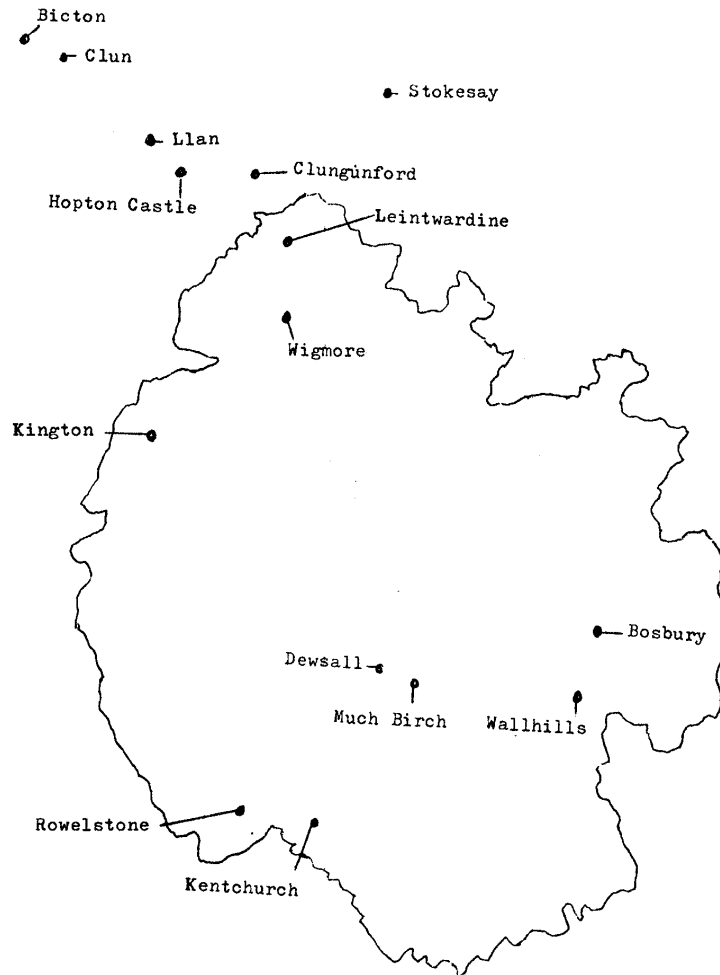 Bicton
Clun
Stokesay
Llan
Clungunford
Hopton Castle
Leintwardine
Wigmore
Kington
Bosbury
Dewsall
Much Birch
Wallhills
Rowelstone
Kentchurch